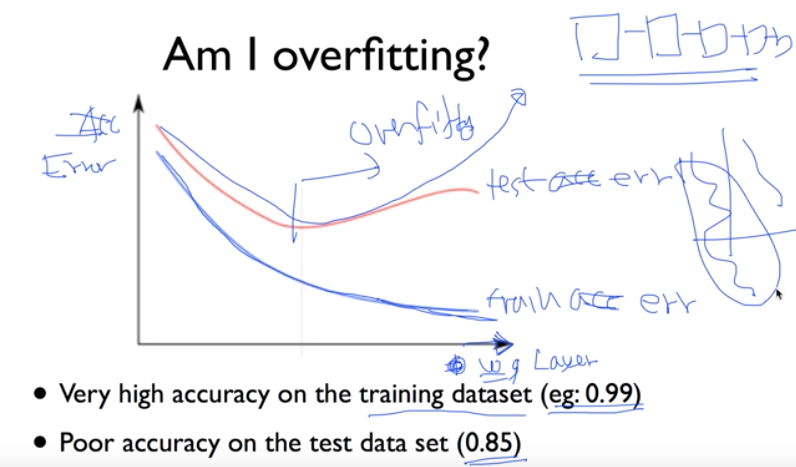 Am I overfitting?
Acc
Error
overfitting
test acc err
train acc err
Layer
• Very high accuracy on the training dataset (eg: 0.99)
• Poor accuracy on the test data set (0.85)